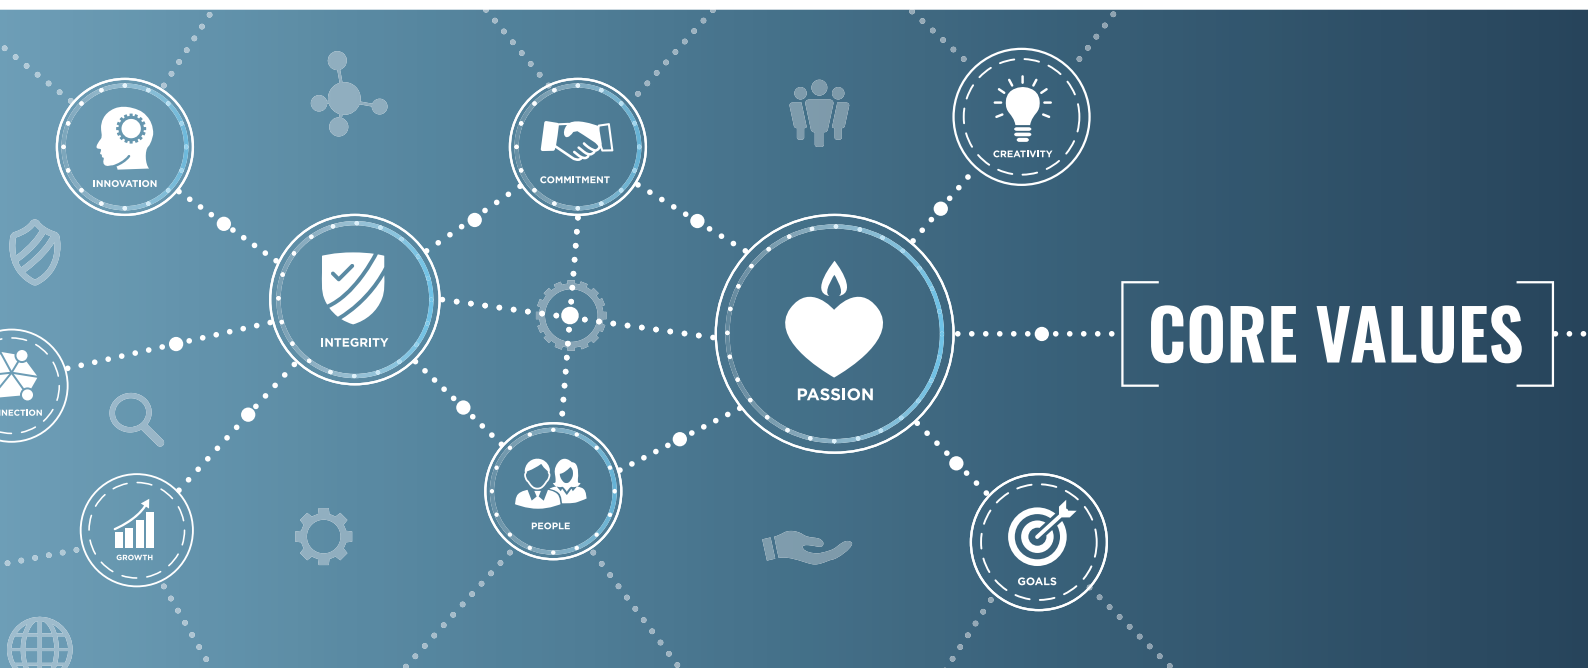 INNOVATION
COMMITMENT
CREATIVITY
INTEGRITY
CORE VALUES
PASSION
PEOPLE
GROWTH
GOALS